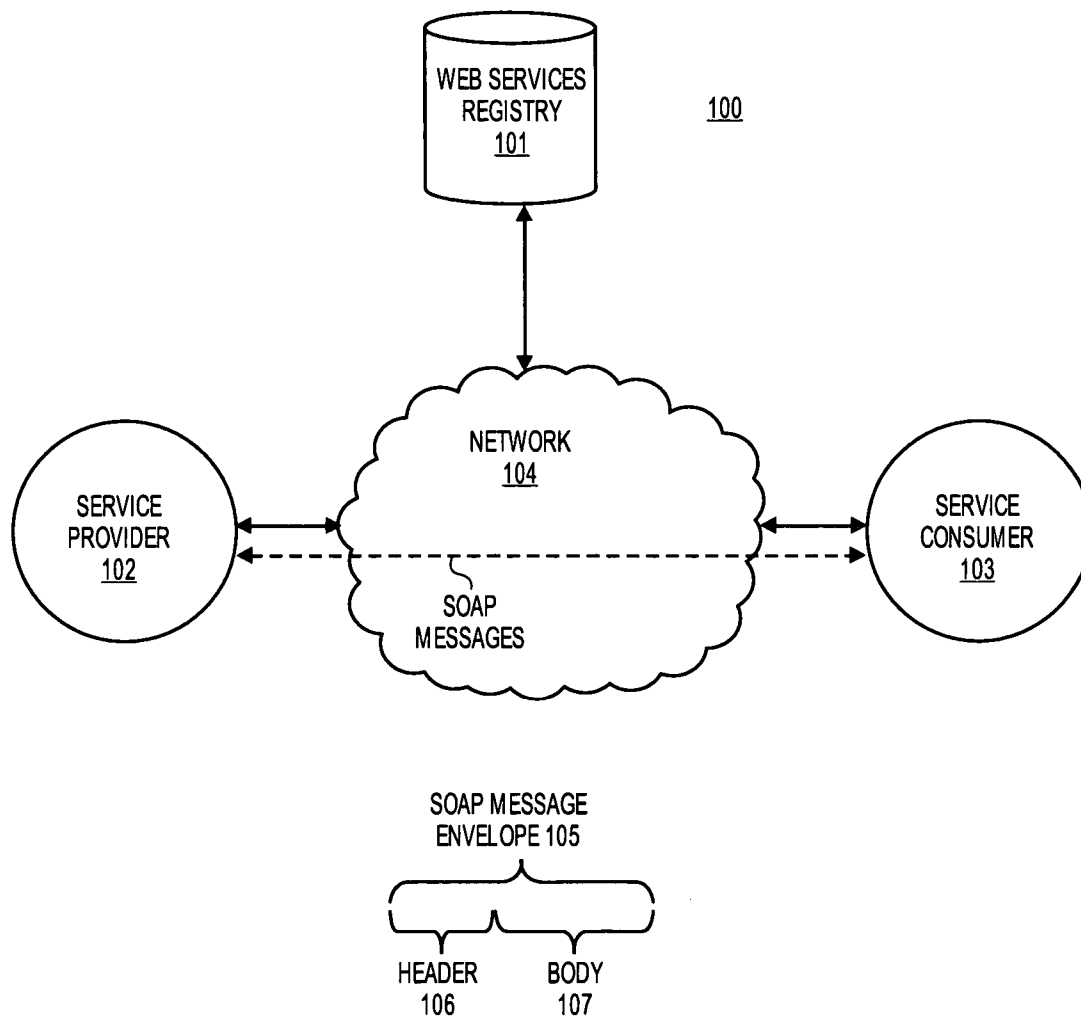 WEB SERVICES
REGISTRY
101
100
NETWORK
104
SERVICE
PROVIDER
102
SERVICE
CONSUMER
103
SOAP
MESSAGES
SOAP MESSAGE
ENVELOPE 105
HEADER
106
BODY
107